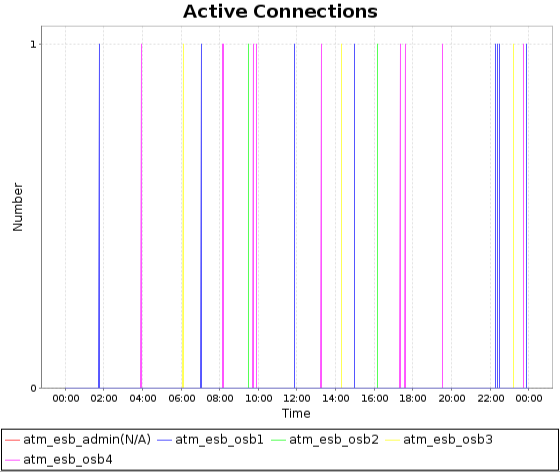 Active Connections
1
Number
0
00:00 02:00 04:00 06:00 08:00 10:00 12:00 14:00 16:00 18:00 20:00 22:00 00:00
Time
atm_esb_admin(N/A) atm_esb_osb1 atm_esb_osb2 atm_esb_osb3
atm_esb_osb4